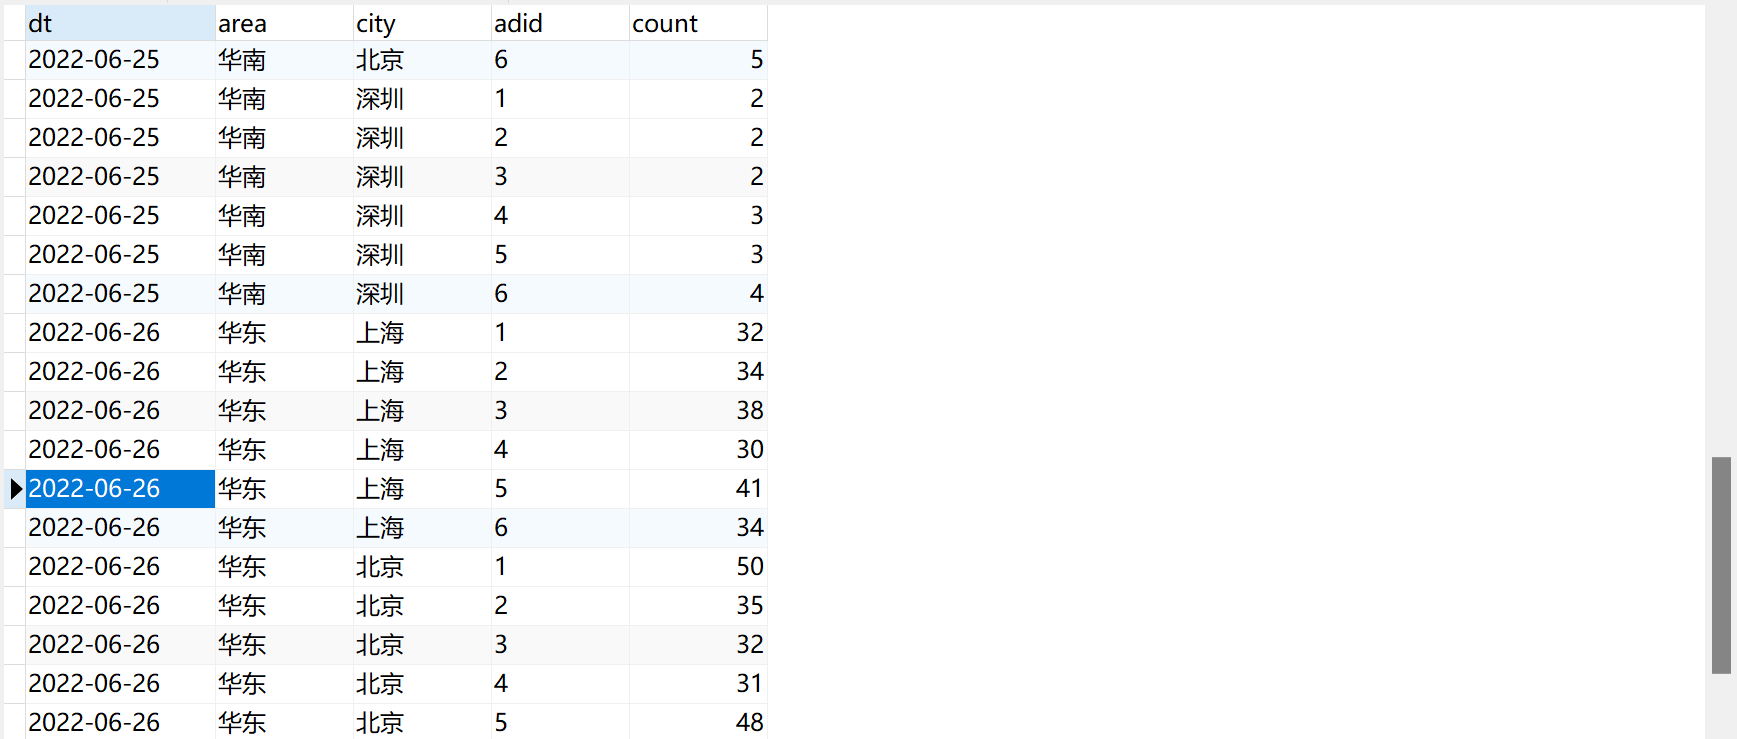 dt area city adid count
2022-06-25 华南 北京 6 5
2022-06-25 华南 深圳 1 2
2022-06-25 华南 深圳 2 2
2022-06-25 华南 深圳 3 2
2022-06-25 华南 深圳 4 3
2022-06-25 华南 深圳 5 3
2022-06-25 华南 深圳 6 4
2022-06-26 华东 上海 1 32
2022-06-26 华东 上海 2 34
2022-06-26 华东 上海 3 38
2022-06-26 华东 上海 4 30
2022-06-26 华东 上海 5 41
2022-06-26 华东 上海 6 34
2022-06-26 华东 北京 1 50
2022-06-26 华东 北京 2 35
2022-06-26 华东 北京 3 32
2022-06-26 华东 北京 4 31
2022-06-26 华东 北京 5 48